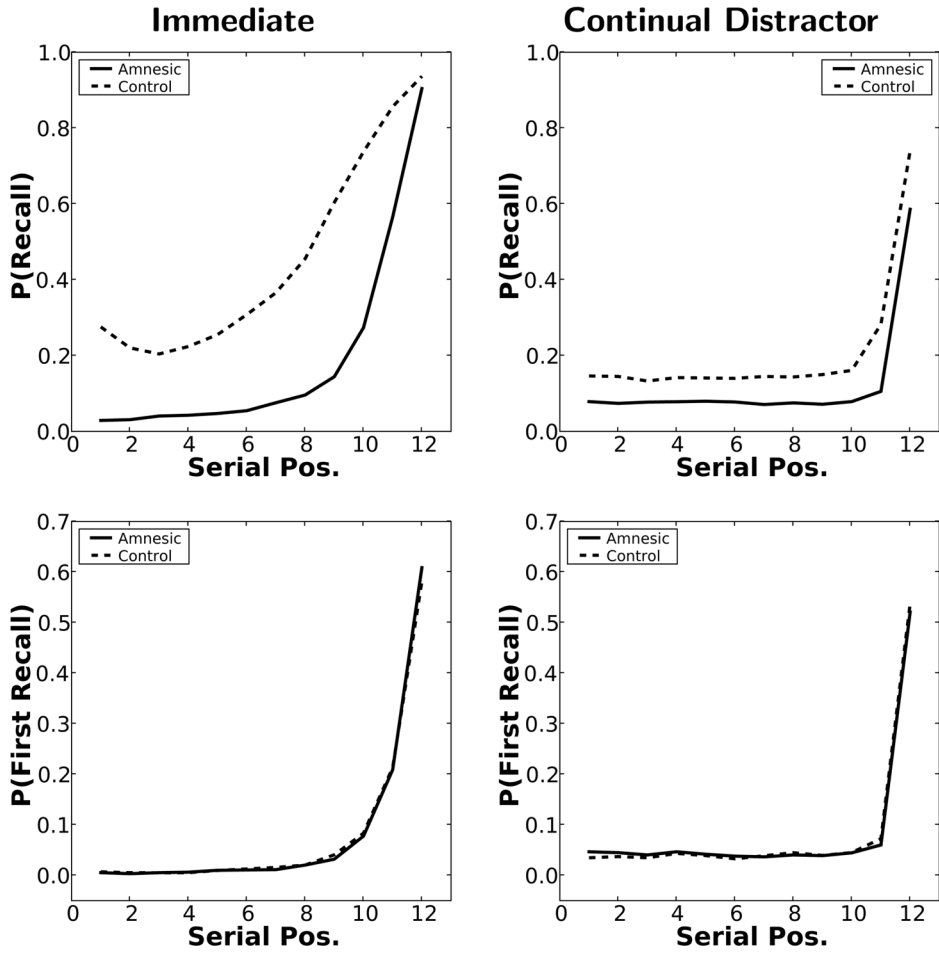 Immediate
Continual Distractor
1.0
0.8
0.6
0.4
0.2
0.0
P(Recall)
Amnesic
Control
0 2 4 6 8 10 12
Serial Pos.
1.0
0.8
0.6
0.4
0.2
0.0
P(Recall)
Amnesic
Control
0 2 4 6 8 10 12
Serial Pos.
0.7
0.6
0.5
0.4
0.3
0.2
0.1
0.0
P(First Recall)
Amnesic
Control
0 2 4 6 8 10 12
Serial Pos.
0.7
0.6
0.5
0.4
0.3
0.2
0.1
0.0
P(First Recall)
Amnesic
Control
0 2 4 6 8 10 12
Serial Pos.